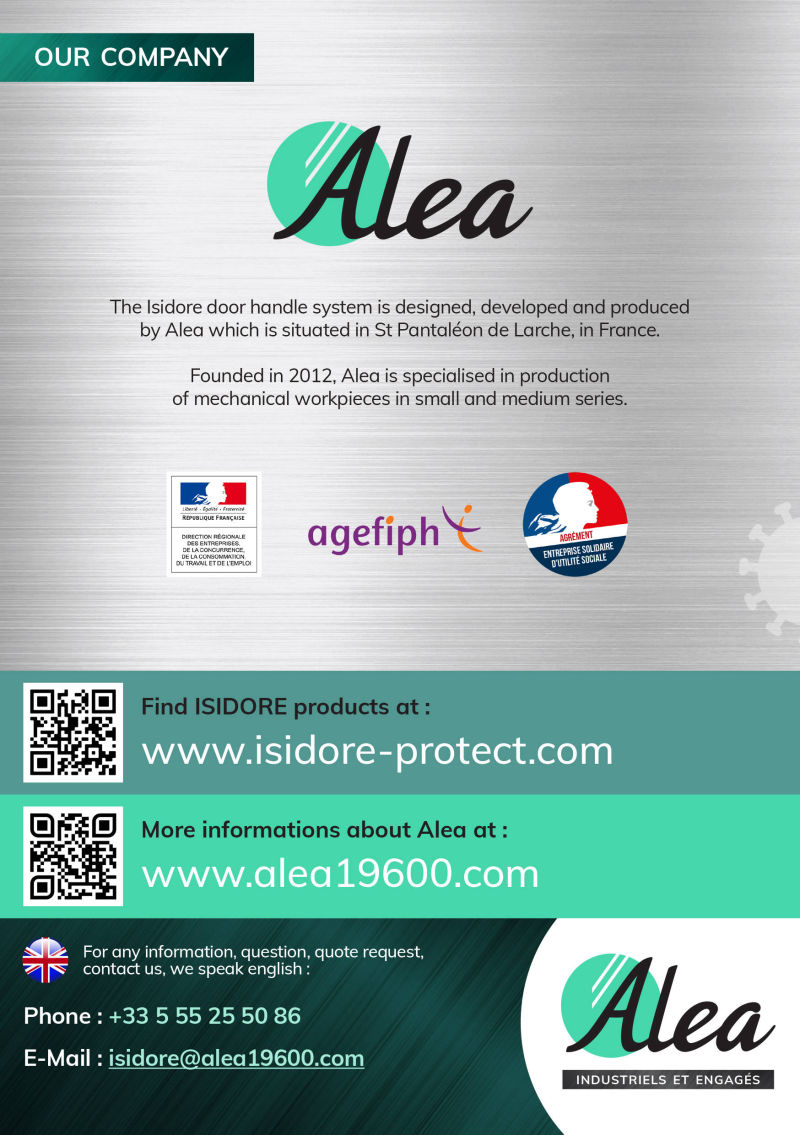 OUR COMPANY
Alea
The Isidore door handle system is designed, developed and produced
by Alea which is situated in St Pantaléon de Larche, in France.
Founded in 2012, Alea is specialised in production
of mechanical workpieces in small and medium series.
Liberté · Égalité · Fraternité
RÉPUBLIQUE FRANÇAISE
DIRECTION RÉGIONALE
DES ENTREPRISES,
DE LA CONCURRENCE,
DE LA CONSOMMATION,
DU TRAVAIL ET DE L'EMPLOI
agefiph
AGRÉMENT
ENTREPRISE SOLIDAIRE
D'UTILITÉ SOCIALE
Find ISIDORE products at :
www.isidore-protect.com
More informations about Alea at :
www.alea19600.com
For any information, question, quote request,
contact us, we speak english :
Phone : +33 5 55 25 50 86
E-Mail : isidore@alea19600.com
Alea
INDUSTRIELS ET ENGAGÉS